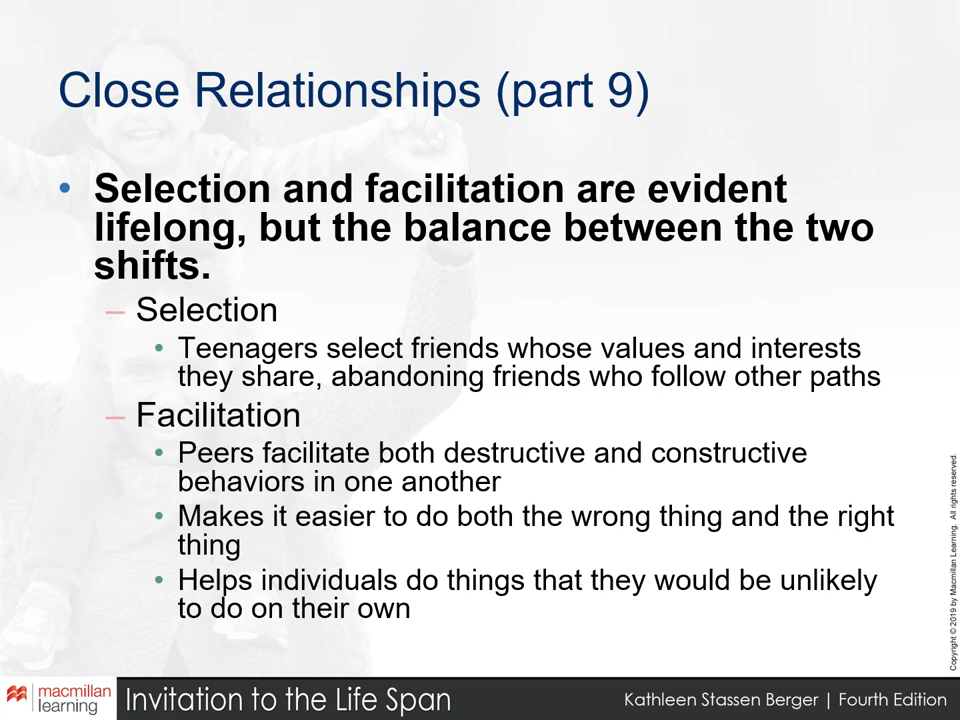 Close Relationships (part 9)
• Selection and facilitation are evident
lifelong, but the balance between the two
shifts.
– Selection
• Teenagers select friends whose values and interests
they share, abandoning friends who follow other paths
– Facilitation
• Peers facilitate both destructive and constructive
behaviors in one another
• Makes it easier to do both the wrong thing and the right
thing
• Helps individuals do things that they would be unlikely
to do on their own
Copyright © 2019 by Macmillan Learning. All rights reserved.
macmillan
learning
Invitation to the Life Span
Kathleen Stassen Berger | Fourth Edition